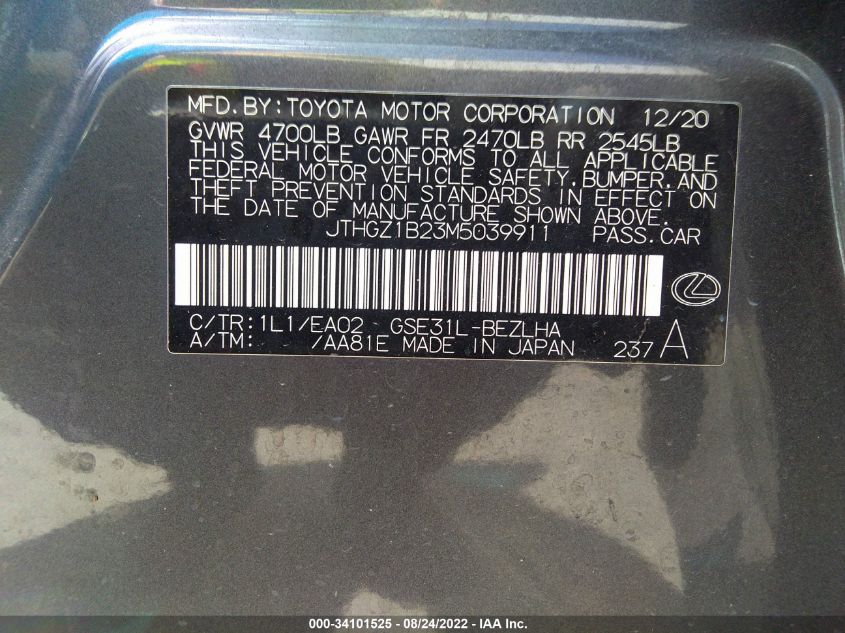 MFD.BY:TOYOTA MOTOR CORPORATION 12/20
GVWR 4700LB GAWR FR 2470LB RR 2545LB
THIS VEHICLE CONFORMS TO ALL APPLICABLE
FEDERAL MOTOR VEHICLE SAFETY,BUMPER,AND
THEFT PREVENTION STANDARDS IN EFFECT ON
THE DATE OF MANUFACTURE SHOWN ABOVE.
JTHGZ1B23M5039911 PASS.CAR
C/TR:1L1/EA02 GSE31L-BEZLHA
A/TM: /AA81E MADE IN JAPAN 237 A
000-34101525 - 08/24/2022 - IAA Inc.